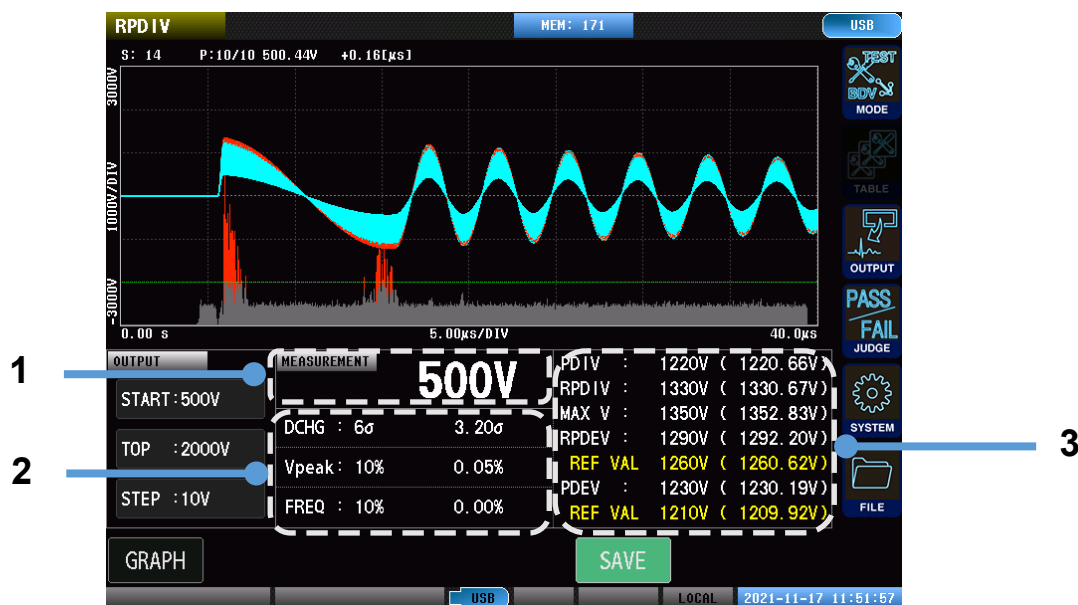 RPDIV
MEM: 171
USB
S: 14 P:10/10 500.44V +0.16[µs]
3000V
1000V/DIV
-3000V
0.00 s
5.00µs/DIV
40.0µs
TEST
BDV
MODE
TABLE
OUTPUT
PASS
FAIL
JUDGE
SYSTEM
FILE
1
OUTPUT
START:500V
TOP :2000V
STEP :10V
MEASUREMENT
500V
2
DCHG : 6σ 3.20σ
Vpeak: 10% 0.05%
FREQ : 10% 0.00%
3
PDIV : 1220V ( 1220.66V)
RPDIV : 1330V ( 1330.67V)
MAX V : 1350V ( 1352.83V)
RPDEV : 1290V ( 1292.20V)
REF VAL 1260V ( 1260.62V)
PDEV : 1230V ( 1230.19V)
REF VAL 1210V ( 1209.92V)
GRAPH
SAVE
USB
LOCAL
2021-11-17 11:51:57